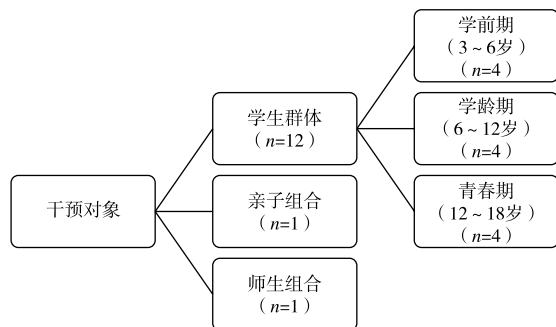 干预对象
学生群体
(n=12)
亲子组合
(n=1)
师生组合
(n=1)
学前期
(3~6岁)
(n=4)
学龄期
(6~12岁)
(n=4)
青春期
(12~18岁)
(n=4)